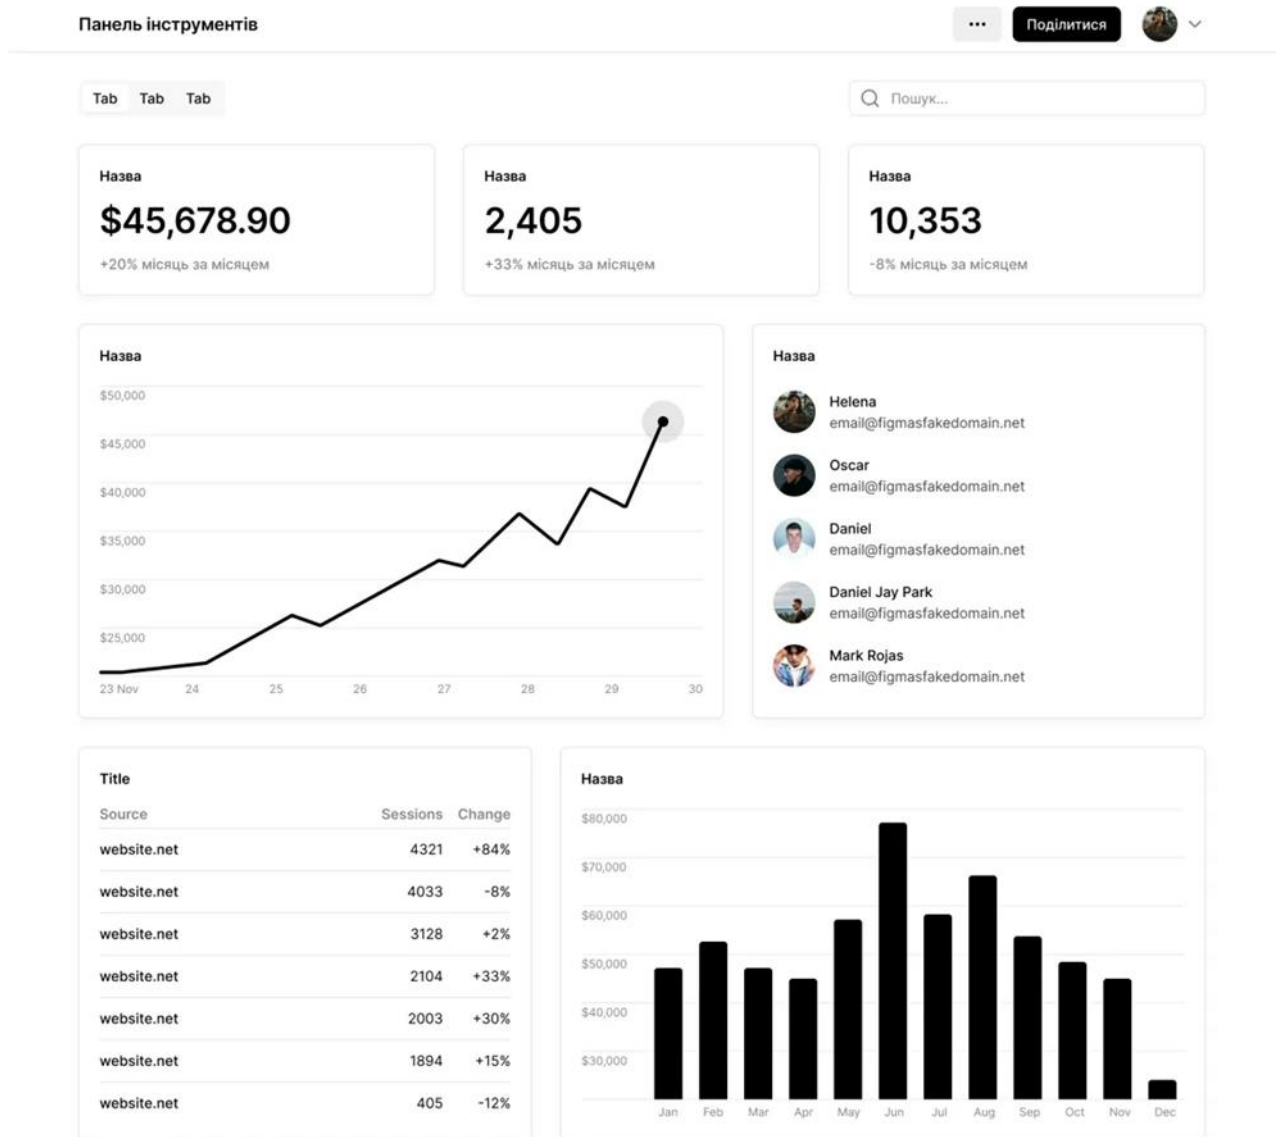 Панель інструментів
•••
Поділитися
Tab Tab Tab
Пошук...
Назва
$45,678.90
+20% місяць за місяцем
Назва
2,405
+33% місяць за місяцем
Назва
10,353
-8% місяць за місяцем
Назва
$50,000
$45,000
$40,000
$35,000
$30,000
$25,000
23 Nov 24 25 26 27 28 29 30
Назва
Helena
email@figmasfakedomain.net
Oscar
email@figmasfakedomain.net
Daniel
email@figmasfakedomain.net
Daniel Jay Park
email@figmasfakedomain.net
Mark Rojas
email@figmasfakedomain.net
Title
Source Sessions Change
website.net 4321 +84%
website.net 4033 -8%
website.net 3128 +2%
website.net 2104 +33%
website.net 2003 +30%
website.net 1894 +15%
website.net 405 -12%
Назва
$80,000
$70,000
$60,000
$50,000
$40,000
$30,000
Jan Feb Mar Apr May Jun Jul Aug Sep Oct Nov Dec